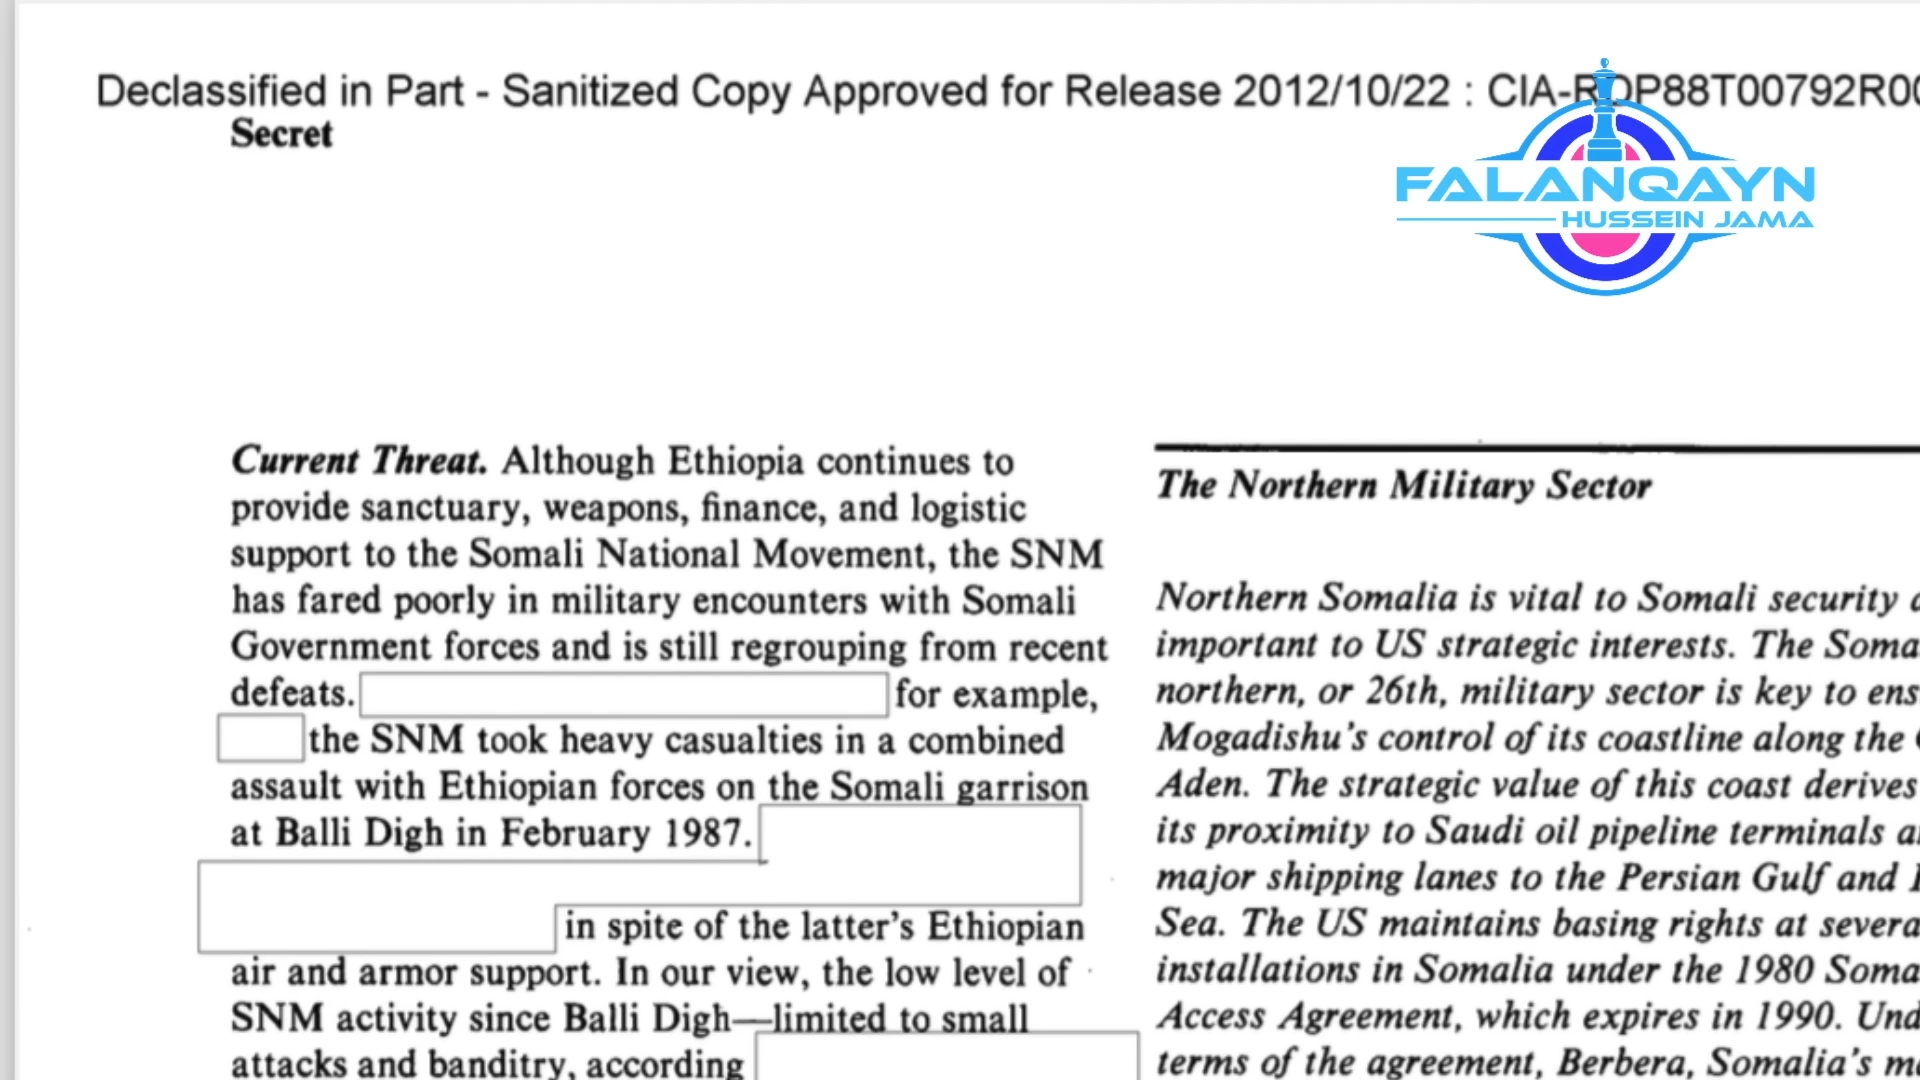 Declassified in Part - Sanitized Copy Approved for Release 2012/10/22 : CIA-RDP88T00792R00
Secret
FALANQAYN
HUSSEIN JAMA
Current Threat. Although Ethiopia continues to
provide sanctuary, weapons, finance, and logistic
support to the Somali National Movement, the SNM
has fared poorly in military encounters with Somali
Government forces and is still regrouping from recent
defeats. for example,
the SNM took heavy casualties in a combined
assault with Ethiopian forces on the Somali garrison
at Balli Digh in February 1987.
in spite of the latter's Ethiopian
air and armor support. In our view, the low level of
SNM activity since Balli Digh—limited to small
attacks and banditry, according
The Northern Military Sector
Northern Somalia is vital to Somali security
important to US strategic interests. The
northern, or 26th, military sector is key to
Mogadishu's control of its coastline along the
Aden. The strategic value of this coast derives
its proximity to Saudi oil pipeline terminals
major shipping lanes to the Persian Gulf and
Sea. The US maintains basing rights at
installations in Somalia under the 1980
Access Agreement, which expires in 1990.
terms of the agreement, Berbera, Somalia's